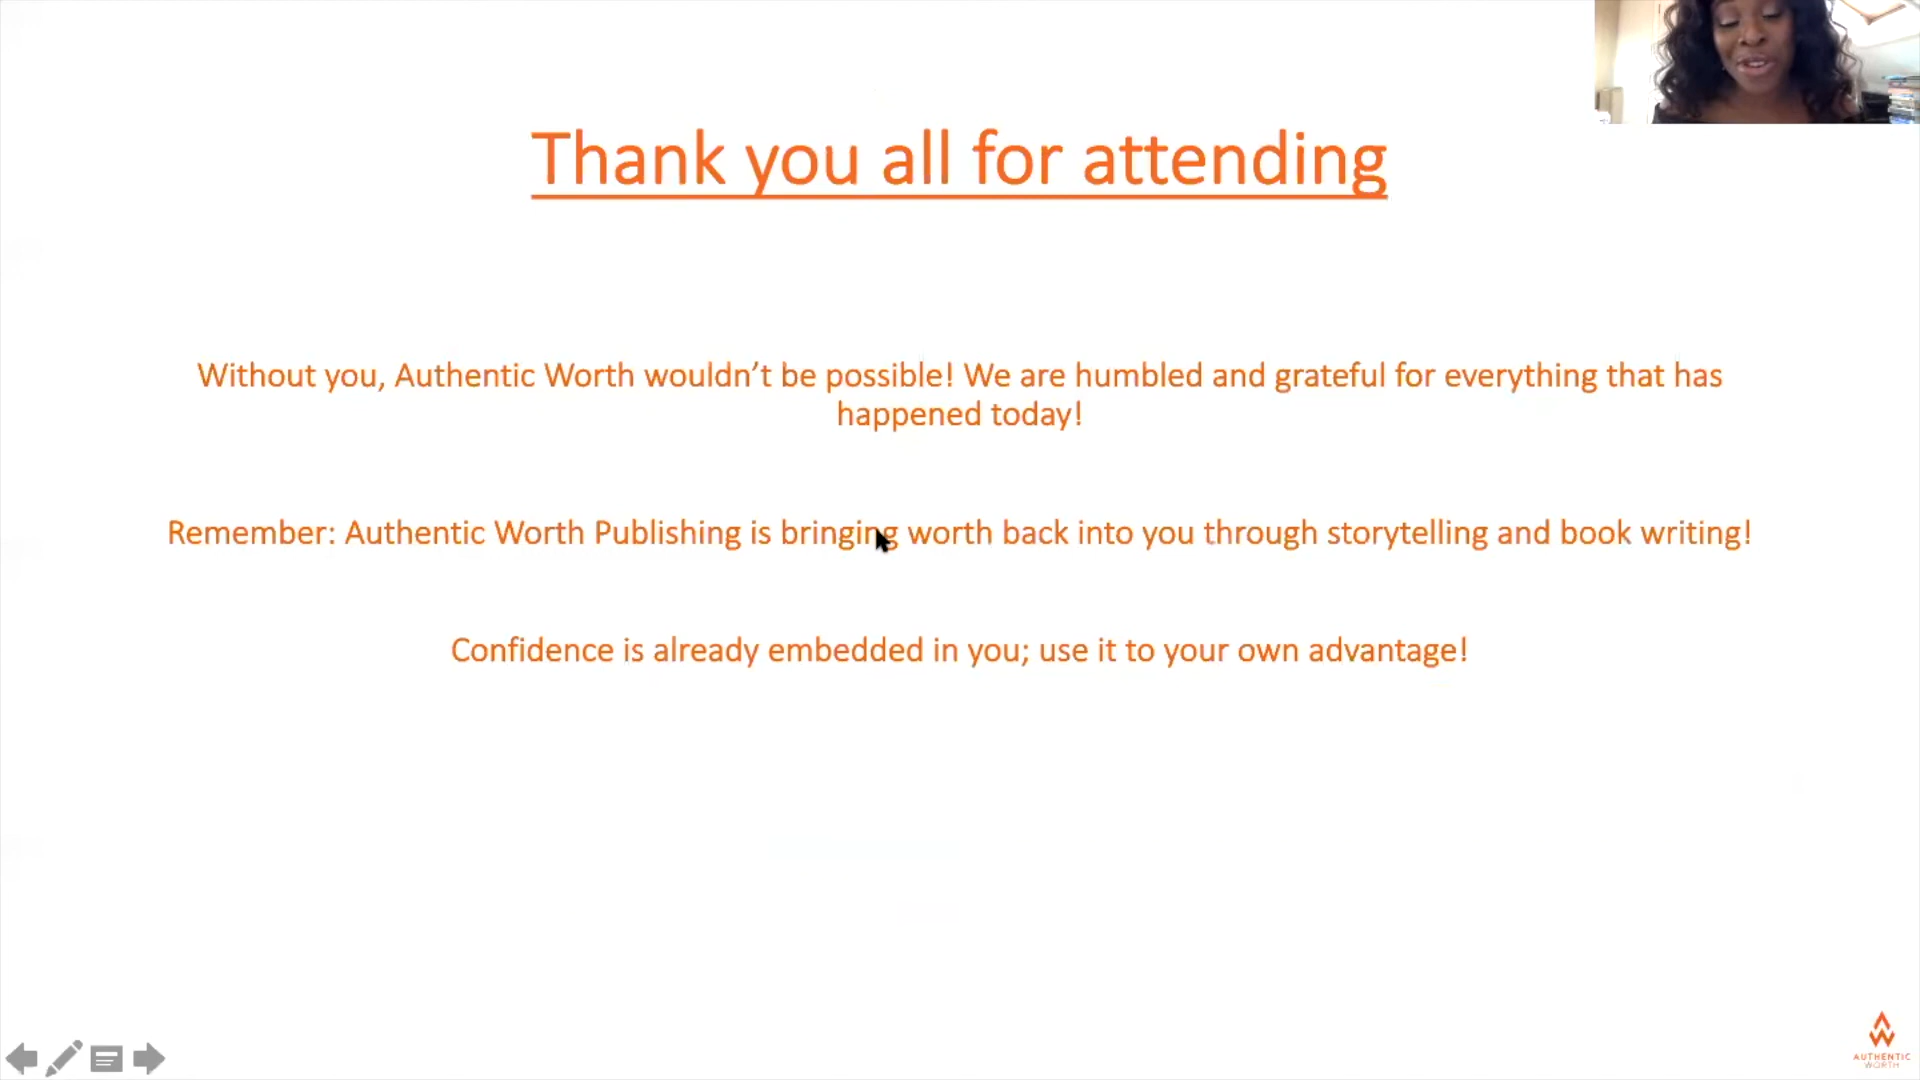 Thank you all for attending
Without you, Authentic Worth wouldn’t be possible! We are humbled and grateful for everything that has
happened today!
Remember: Authentic Worth Publishing is bringing worth back into you through storytelling and book writing!
Confidence is already embedded in you; use it to your own advantage!
AUTHENTIC
WORTH